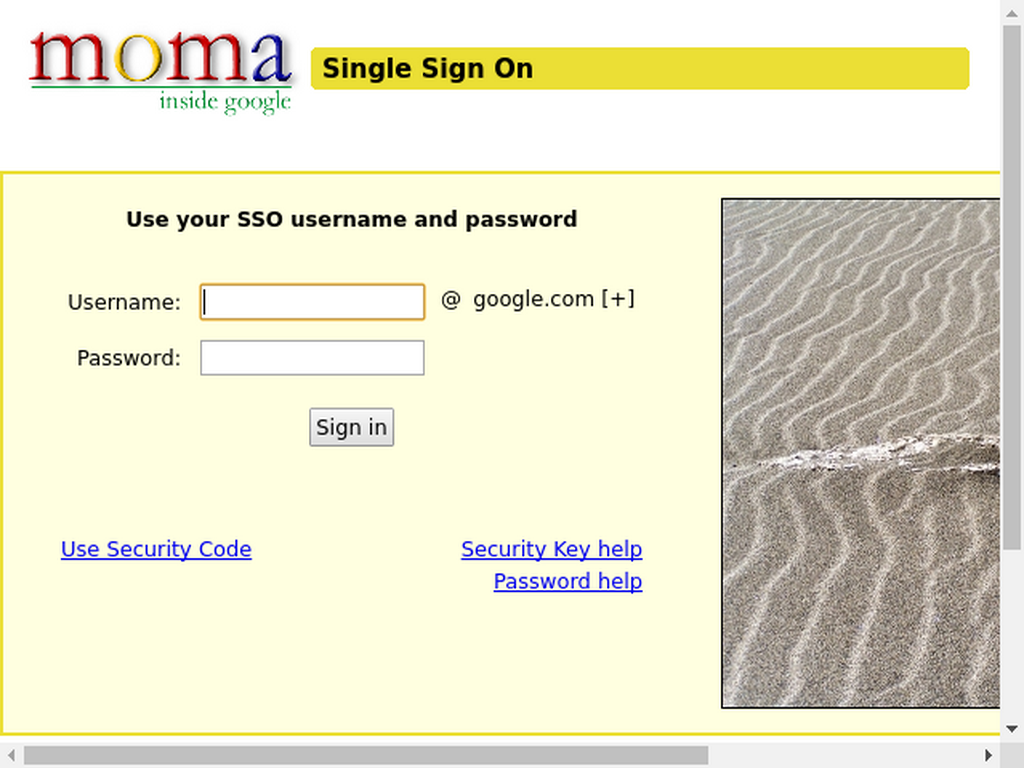 moma
inside google
Single Sign On
Use your SSO username and password
Username: @ google.com [+]
Password:
Sign in
Use Security Code
Security Key help
Password help